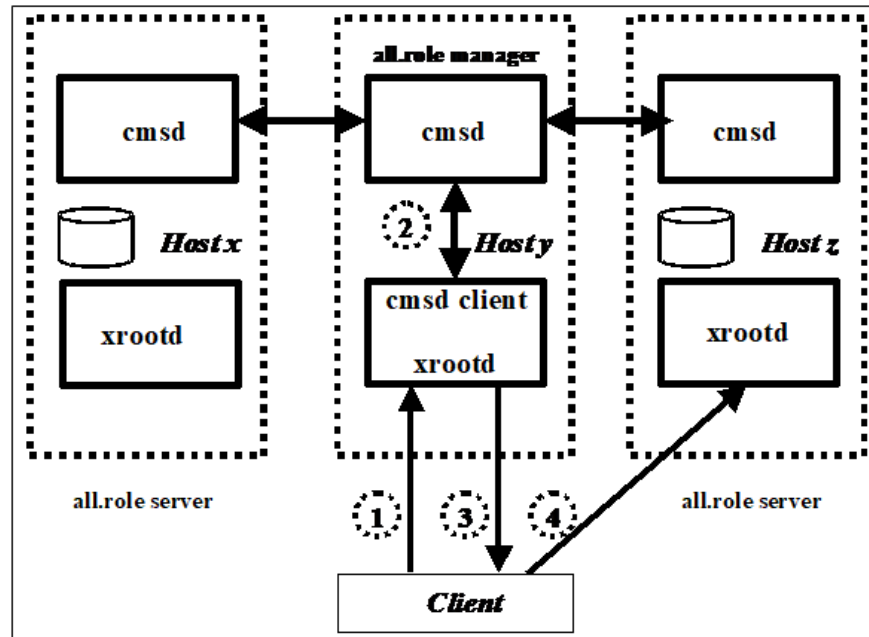 all.role manager
cmsd
cmsd
cmsd
2
Host x
Host y
Host z
cmsd client
xrootd
xrootd
xrootd
all.role server
all.role server
1
3
4
Client